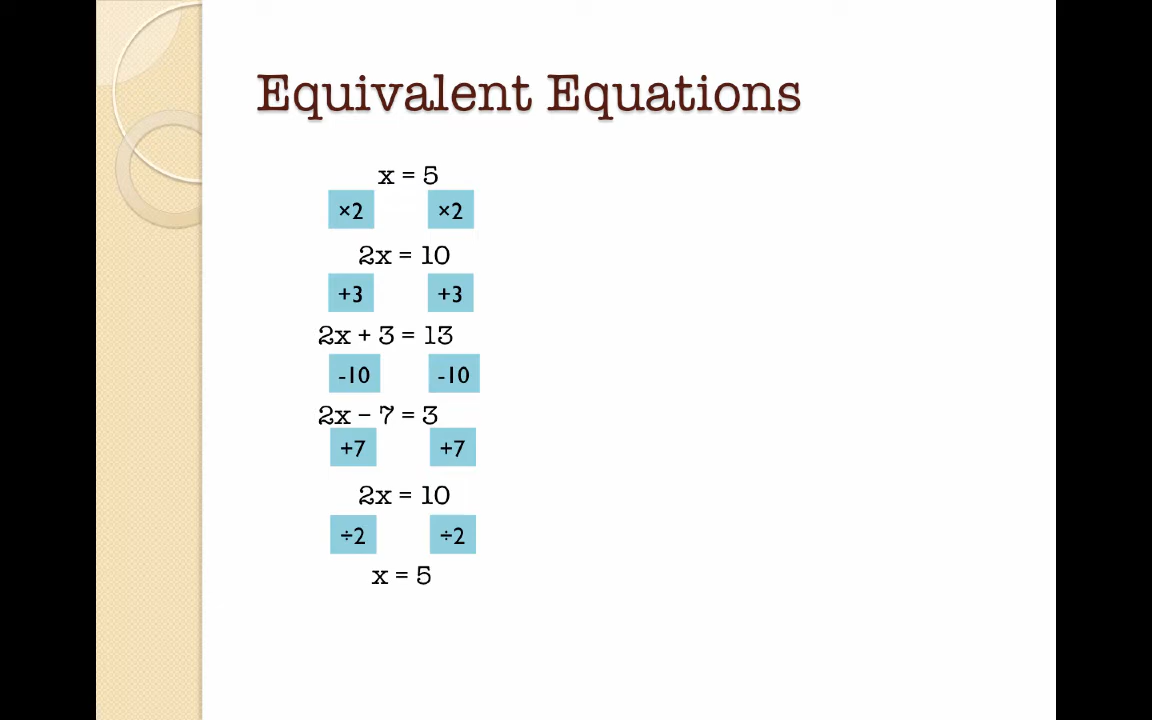 Equivalent Equations
x = 5
×2 ×2
2x = 10
+3 +3
2x + 3 = 13
-10 -10
2x − 7 = 3
+7 +7
2x = 10
÷2 ÷2
x = 5